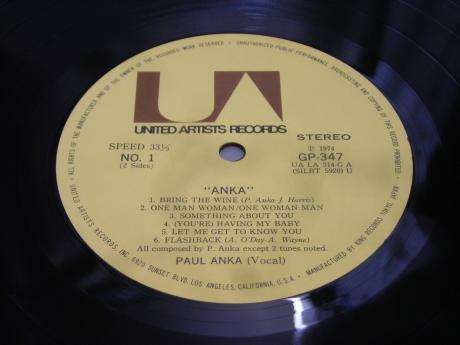 ALL RIGHTS OF THE MANUFACTURER AND OF THE OWNER OF THE RECORDED WORK RESERVED. UNAUTHORIZED PUBLIC PERFORMANCE, BROADCASTING AND COPYING OF THIS RECORD PROHIBITED.
UA
UNITED ARTISTS RECORDS
SPEED 33⅓
STEREO
NO. 1
(2 Sides)
Ⓟ 1974
GP-347
UA LA 314-G A
(SILBT 5920) U
"ANKA"
1. BRING THE WINE (P. Anka-J. Harris)
2. ONE MAN WOMAN/ONE WOMAN MAN
3. SOMETHING ABOUT YOU
4. (YOU'RE) HAVING MY BABY
5. LET ME GET TO KNOW YOU
6. FLASHBACK (A. O'Day-A. Wayne)
All composed by P. Anka except 2 tunes noted.
PAUL ANKA (Vocal)
UNITED ARTISTS RECORDS, INC. 6920 SUNSET BLVD. LOS ANGELES, CALIFORNIA, U.S.A. • MANUFACTURED BY KING RECORDS TOKYO, JAPAN